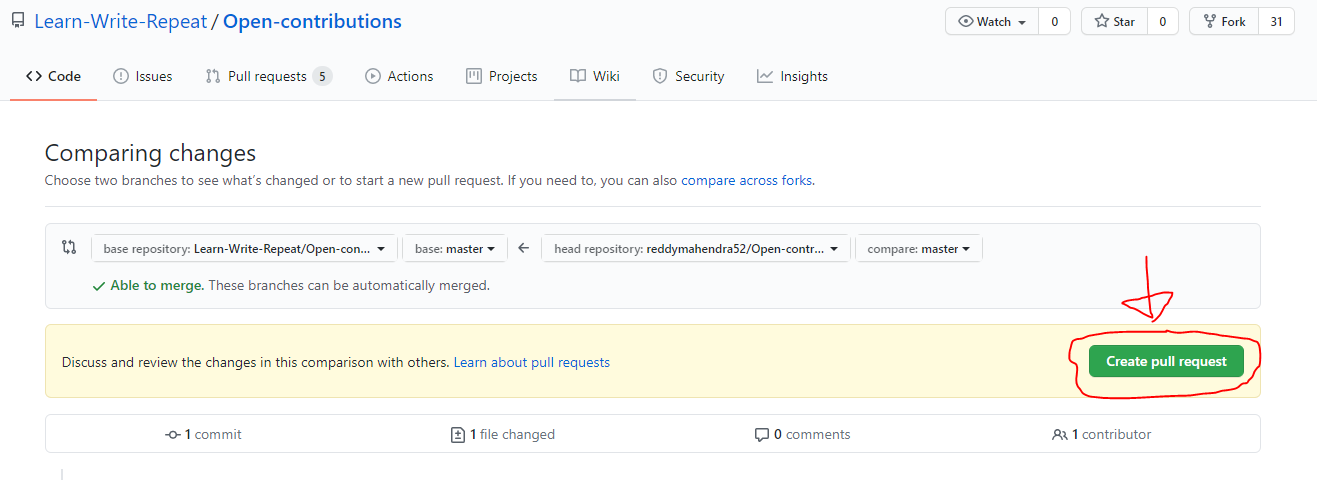 Learn-Write-Repeat / Open-contributions
Watch 0 Star 0 Fork 31
Code Issues Pull requests 5 Actions Projects Wiki Security Insights
Comparing changes
Choose two branches to see what's changed or to start a new pull request. If you need to, you can also compare across forks.
base repository: Learn-Write-Repeat/Open-con... base: master head repository: reddymahendra52/Open-contr... compare: master
Able to merge. These branches can be automatically merged.
Discuss and review the changes in this comparison with others. Learn about pull requests
Create pull request
1 commit 1 file changed 0 comments 1 contributor